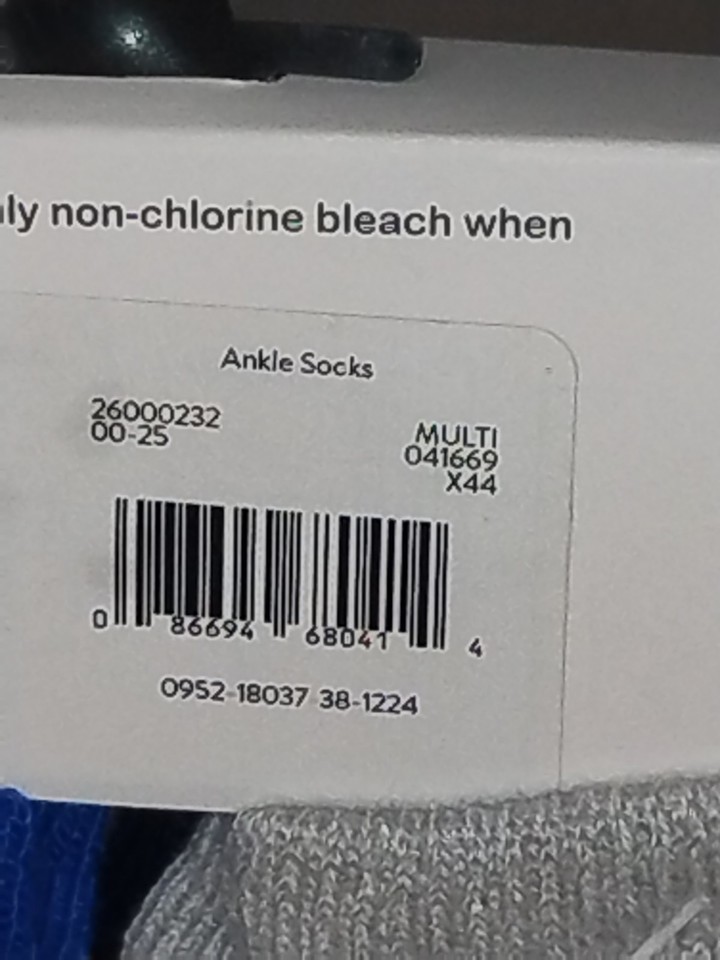 non-chlorine bleach when
Ankle Socks
26000232
00-25
MULTI
041669
X44
0 86694 68041 4
0952-18037 38-1224